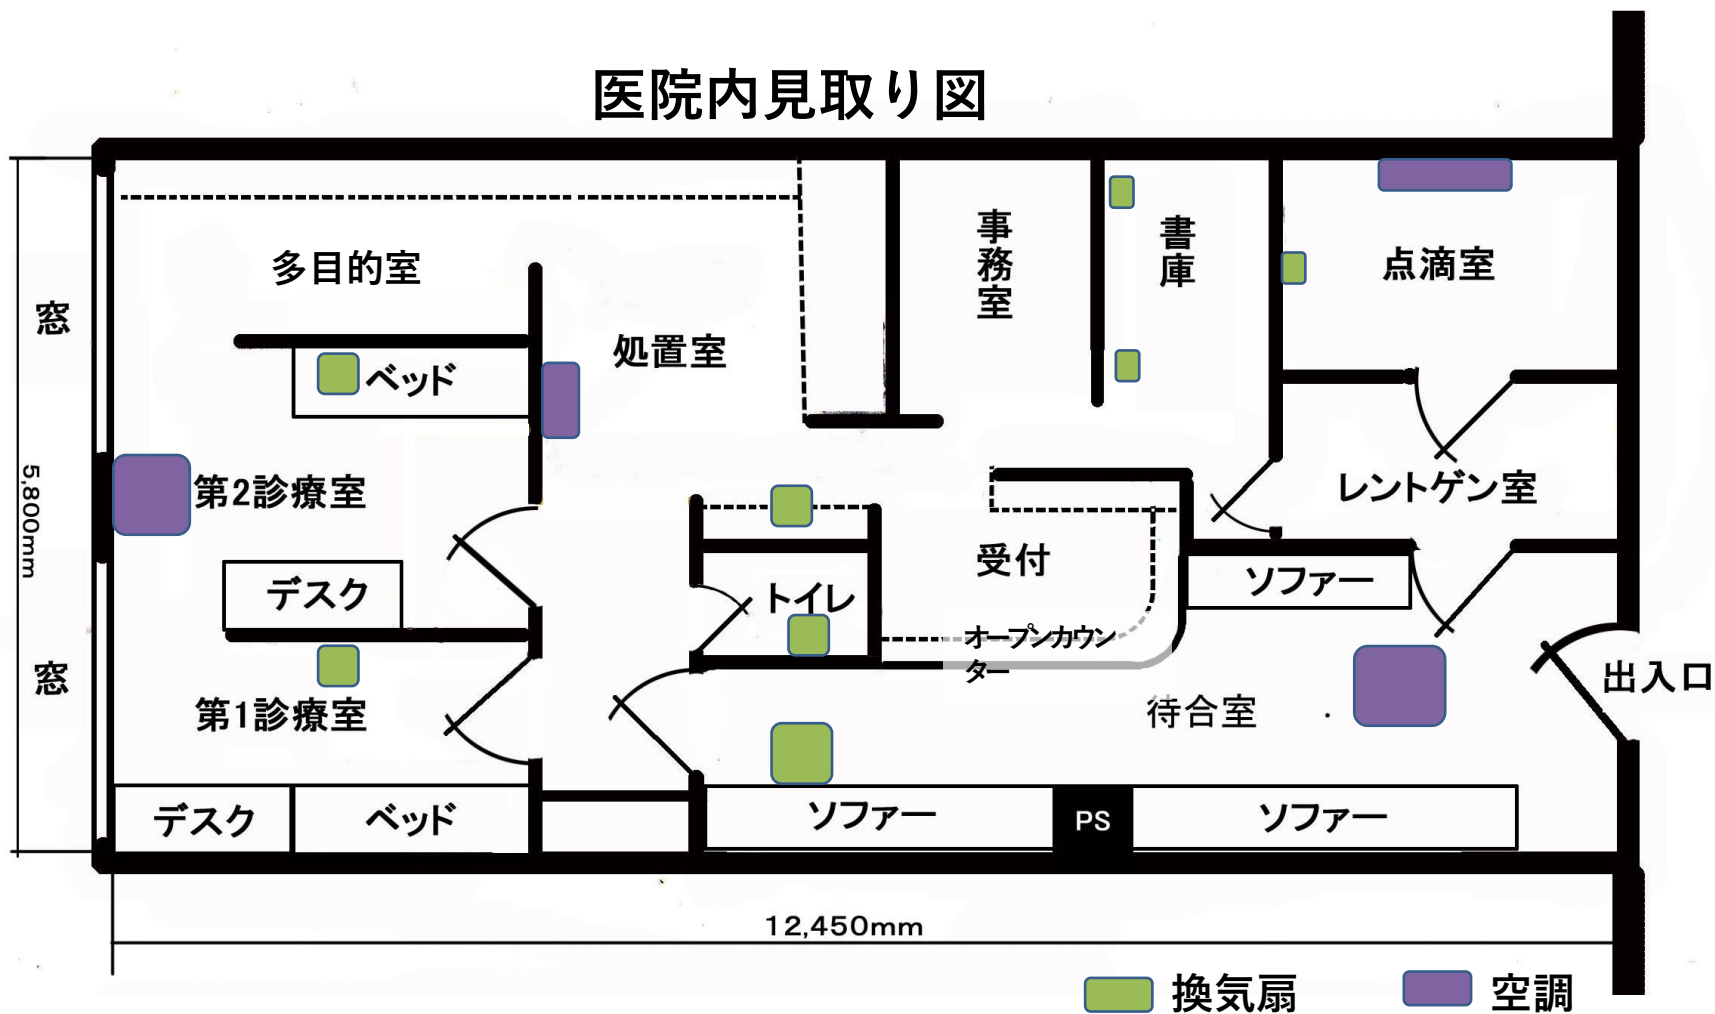 医院内見取り図
多目的室
事務室
書庫
点滴室
窓
処置室
ベッド
第2診療室
レントゲン室
5,800mm
受付
ソファー
デスク
トイレ
オープンカウン
ター
窓
出入口
第1診療室
待合室
デスク
ベッド
ソファー
PS
ソファー
12,450mm
換気扇
空調